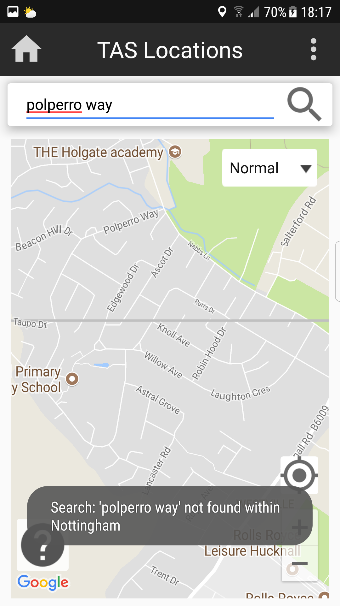 70% 18:17
TAS Locations
polperro way
THE Holgate academy
Normal
Polperro Way
Beacon Hill Dr
Salterford Rd
Nabbs Ln
Ascot Dr
Edgewood Dr
Purts Dr
Taupo Dr
Knoll Ave
Robin Hood Dr
Willow Ave
Primary
y School
Laughton Cres
Astral Grove
all Rd B6009
Lancaster Rd
Search: 'polperro way' not found within
Nottingham
?
+
Rolls Ro
Leisure Hucknall
−
Google
Trent Dr
Rolls Royce